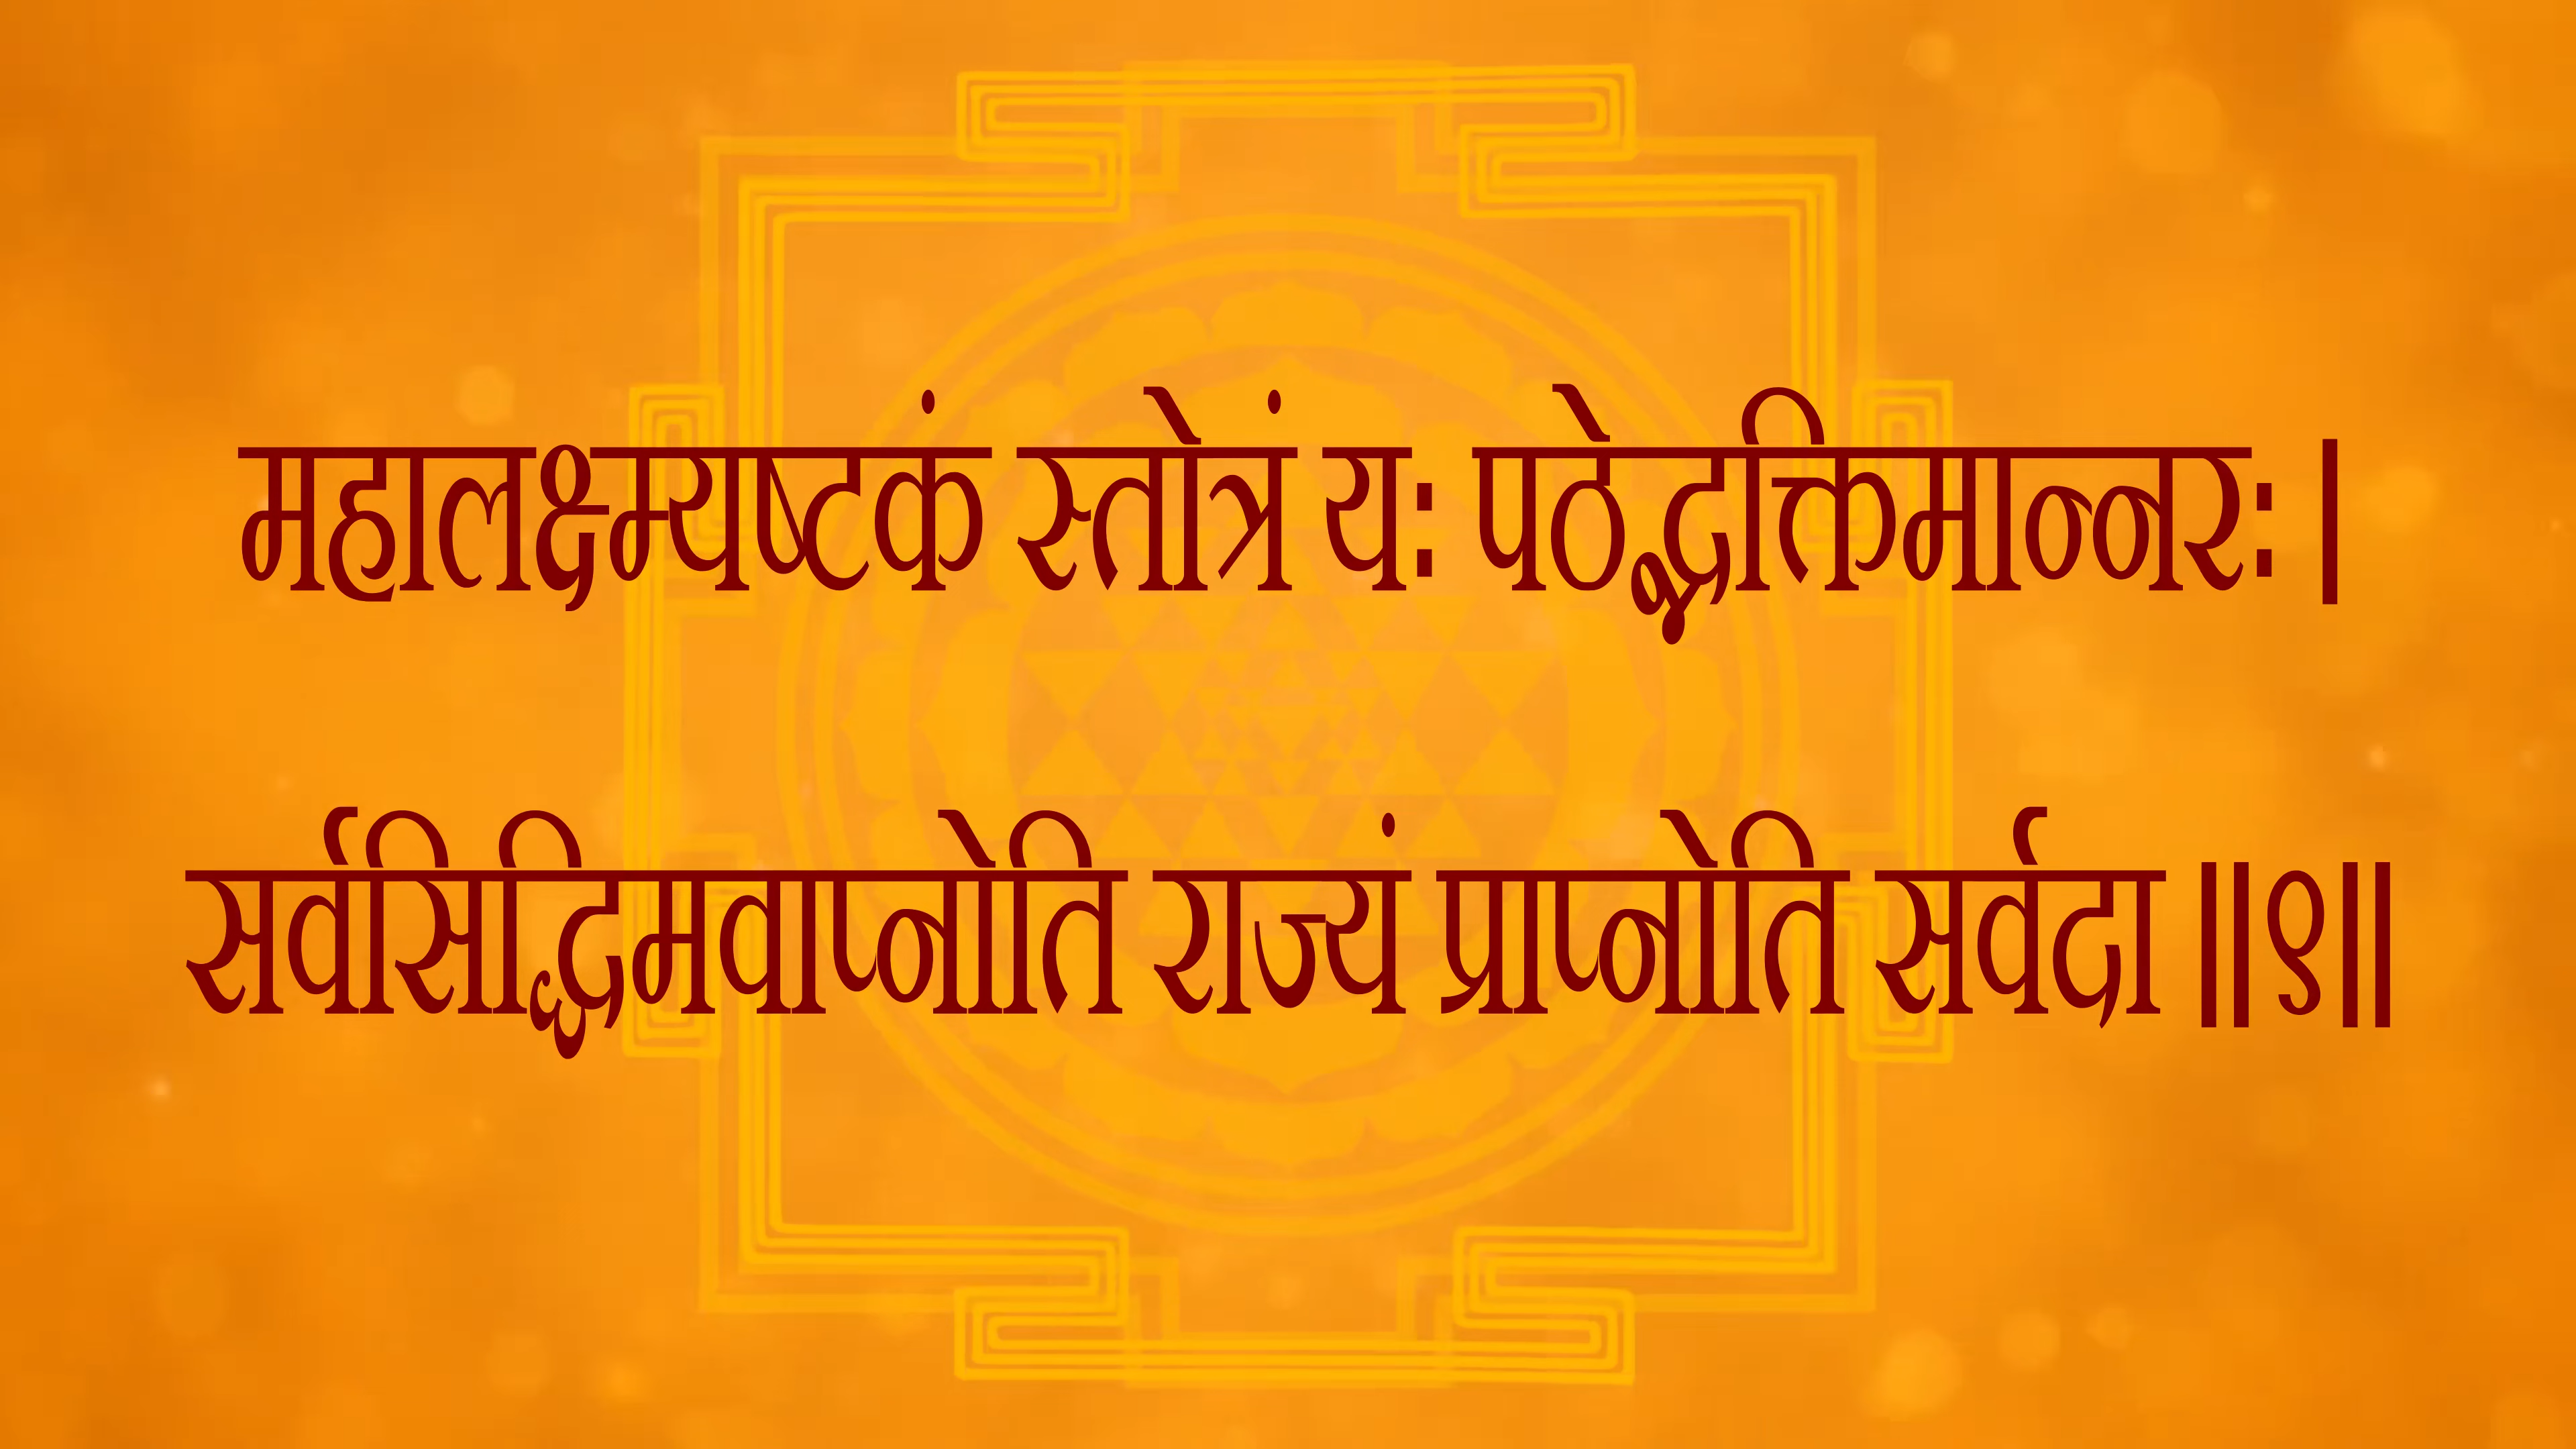 महालक्ष्म्यष्टकं स्तोत्रं यः पठेद्भक्तिमान्नरः |
सर्वसिद्धिमवाप्नोति राज्यं प्राप्नोति सर्वदा ||९||